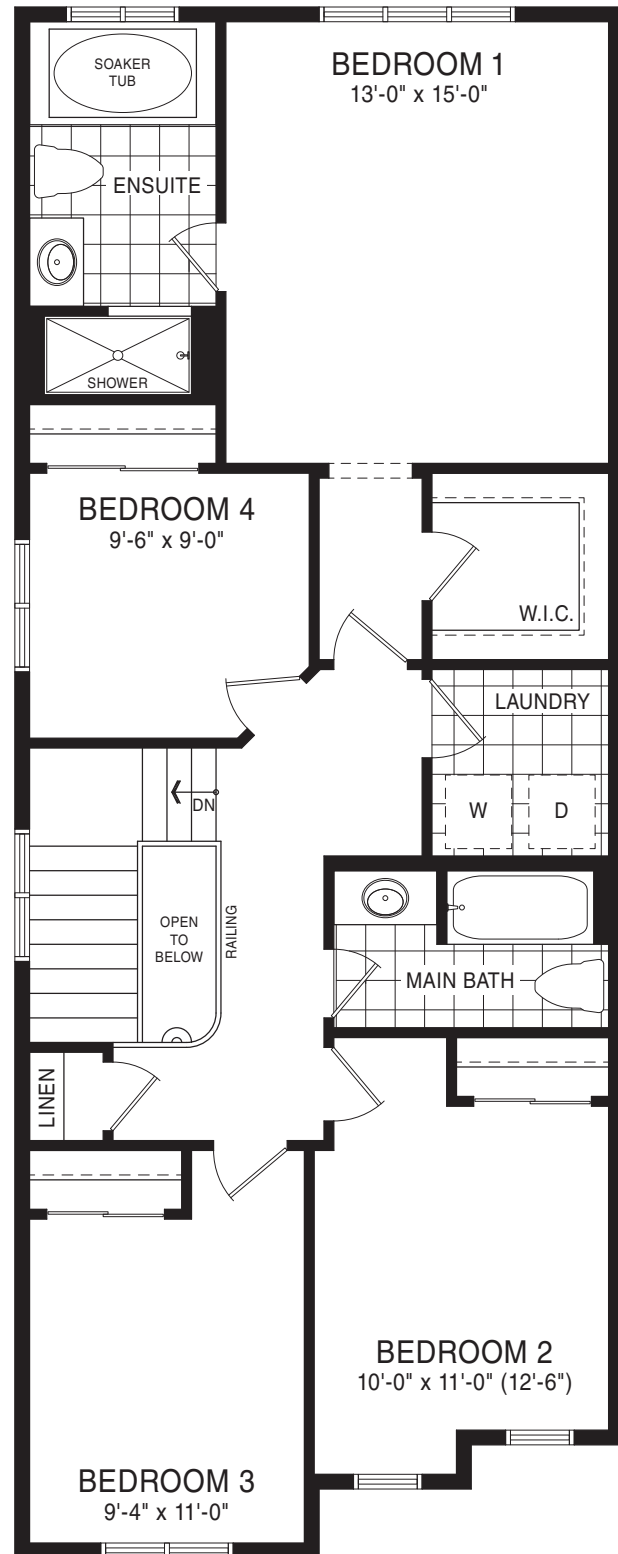 SOAKER
TUB
BEDROOM 1
13'-0" x 15'-0"
ENSUITE
SHOWER
BEDROOM 4
9'-6" x 9'-0"
W.I.C.
LAUNDRY
DN
W
D
OPEN
TO
BELOW
RAILING
MAIN BATH
LINEN
BEDROOM 2
10'-0" x 11'-0" (12'-6")
BEDROOM 3
9'-4" x 11'-0"